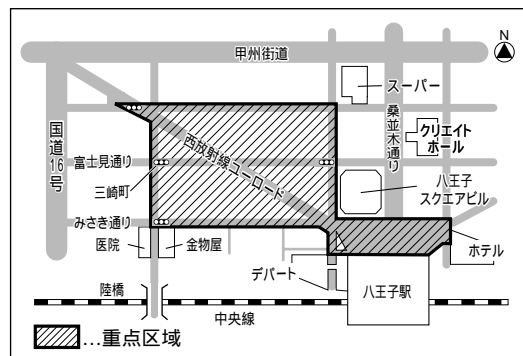 甲州街道
N
スーパー
国道16号
桑並木通り
クリエイト
ホール
西放射線ユーロード
富士見通り
三崎町
八王子
スクエアビル
みさき通り
医院
金物屋
ホテル
デパート
八王子駅
陸橋
中央線
…重点区域